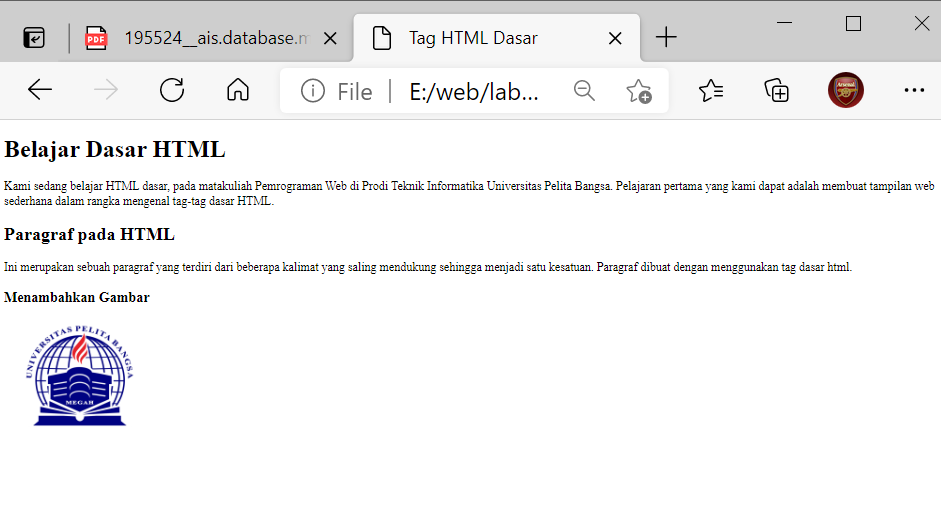 PDF
195524__ais.database.m
Tag HTML Dasar
File
E:/web/lab...
Belajar Dasar HTML
Kami sedang belajar HTML dasar, pada matakuliah Pemrograman Web di Prodi Teknik Informatika Universitas Pelita Bangsa. Pelajaran pertama yang kami dapat adalah membuat tampilan web
sederhana dalam rangka mengenal tag-tag dasar HTML.
Paragraf pada HTML
Ini merupakan sebuah paragraf yang terdiri dari beberapa kalimat yang saling mendukung sehingga menjadi satu kesatuan. Paragraf dibuat dengan menggunakan tag dasar html.
Menambahkan Gambar
UNIVERSITAS PELITA BANGSA
MEGAH